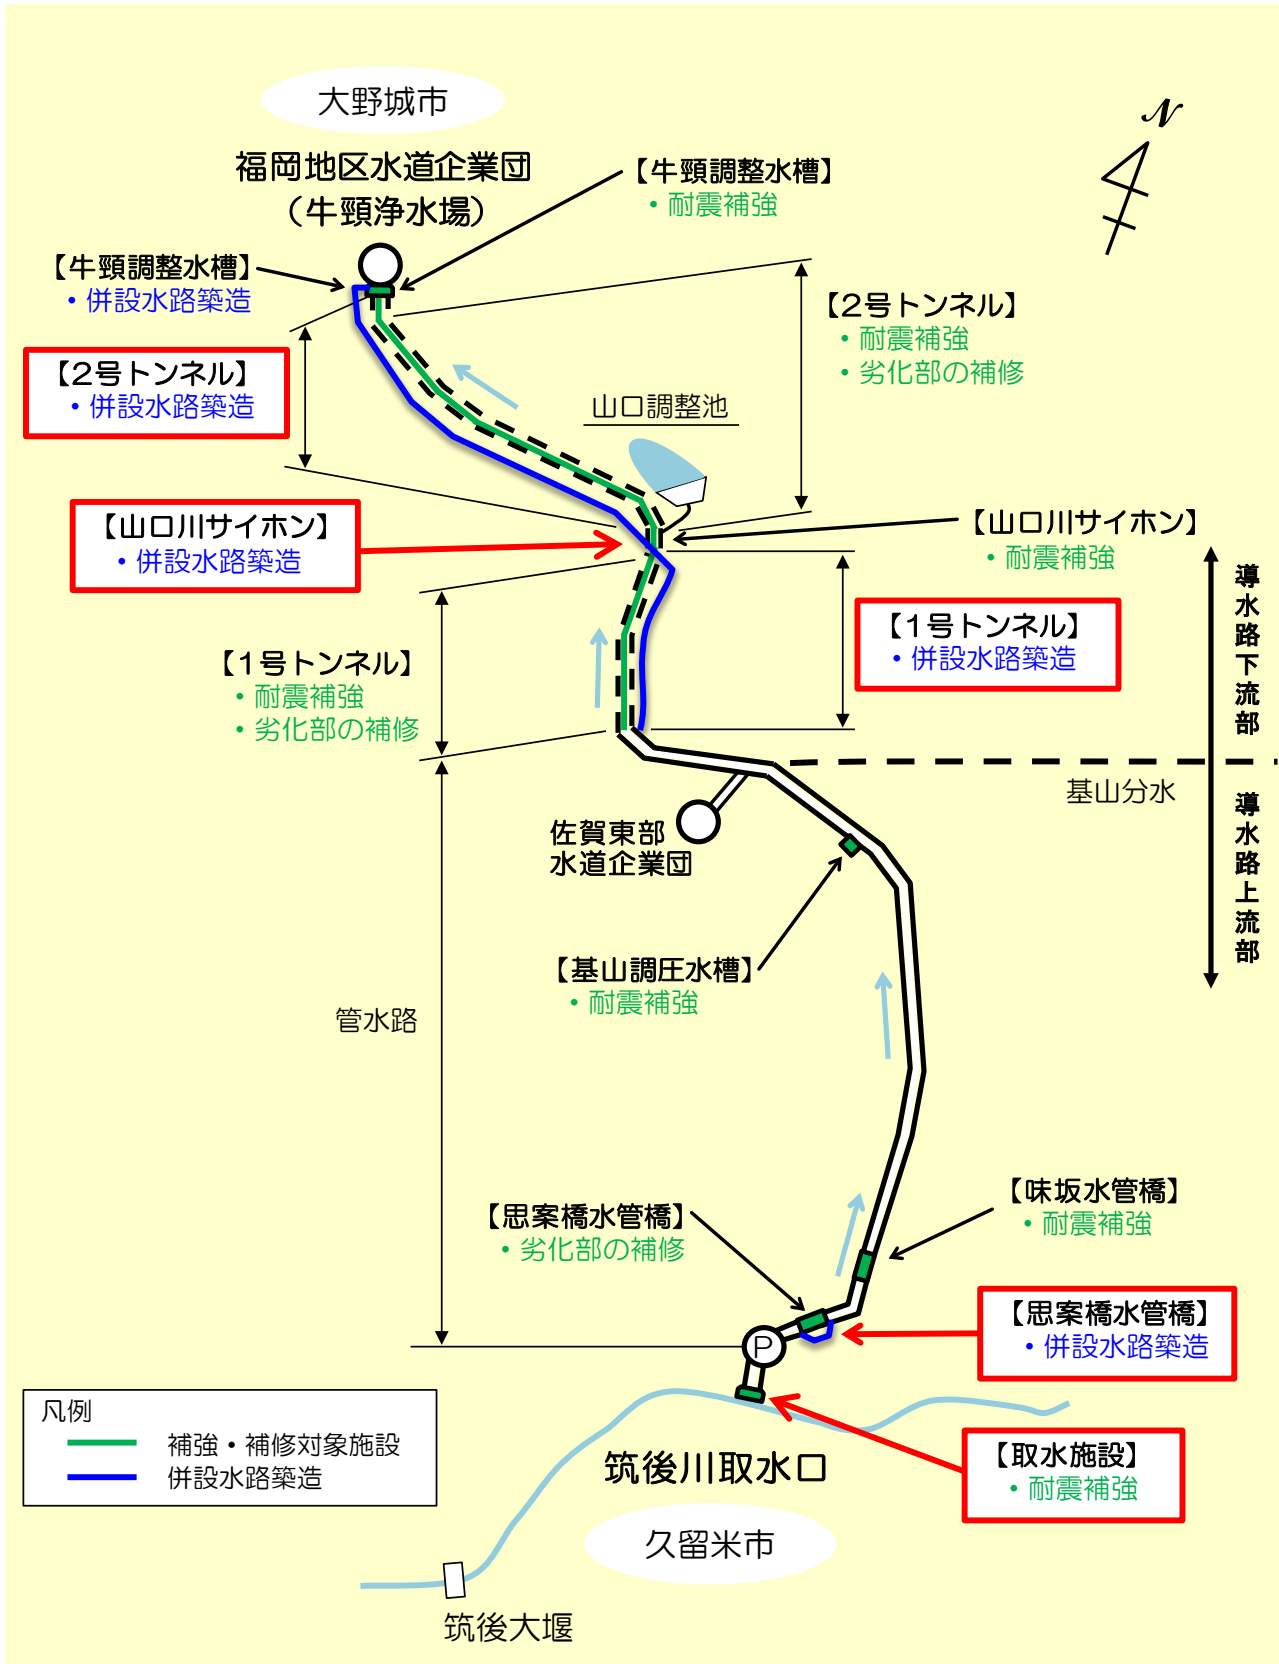 大野城市
N
福岡地区水道企業団
（牛頸浄水場）
【牛頸調整水槽】
・耐震補強
【牛頸調整水槽】
・併設水路築造
【2号トンネル】
・耐震補強
・劣化部の補修
【2号トンネル】
・併設水路築造
山口調整池
【山口川サイホン】
・併設水路築造
【山口川サイホン】
・耐震補強
導水路下流部
【1号トンネル】
・併設水路築造
【1号トンネル】
・耐震補強
・劣化部の補修
基山分水
導水路上流部
佐賀東部
水道企業団
【基山調圧水槽】
・耐震補強
管水路
【味坂水管橋】
・耐震補強
【思案橋水管橋】
・劣化部の補修
【思案橋水管橋】
・併設水路築造
P
凡例
補強・補修対象施設
併設水路築造
筑後川取水口
【取水施設】
・耐震補強
久留米市
筑後大堰